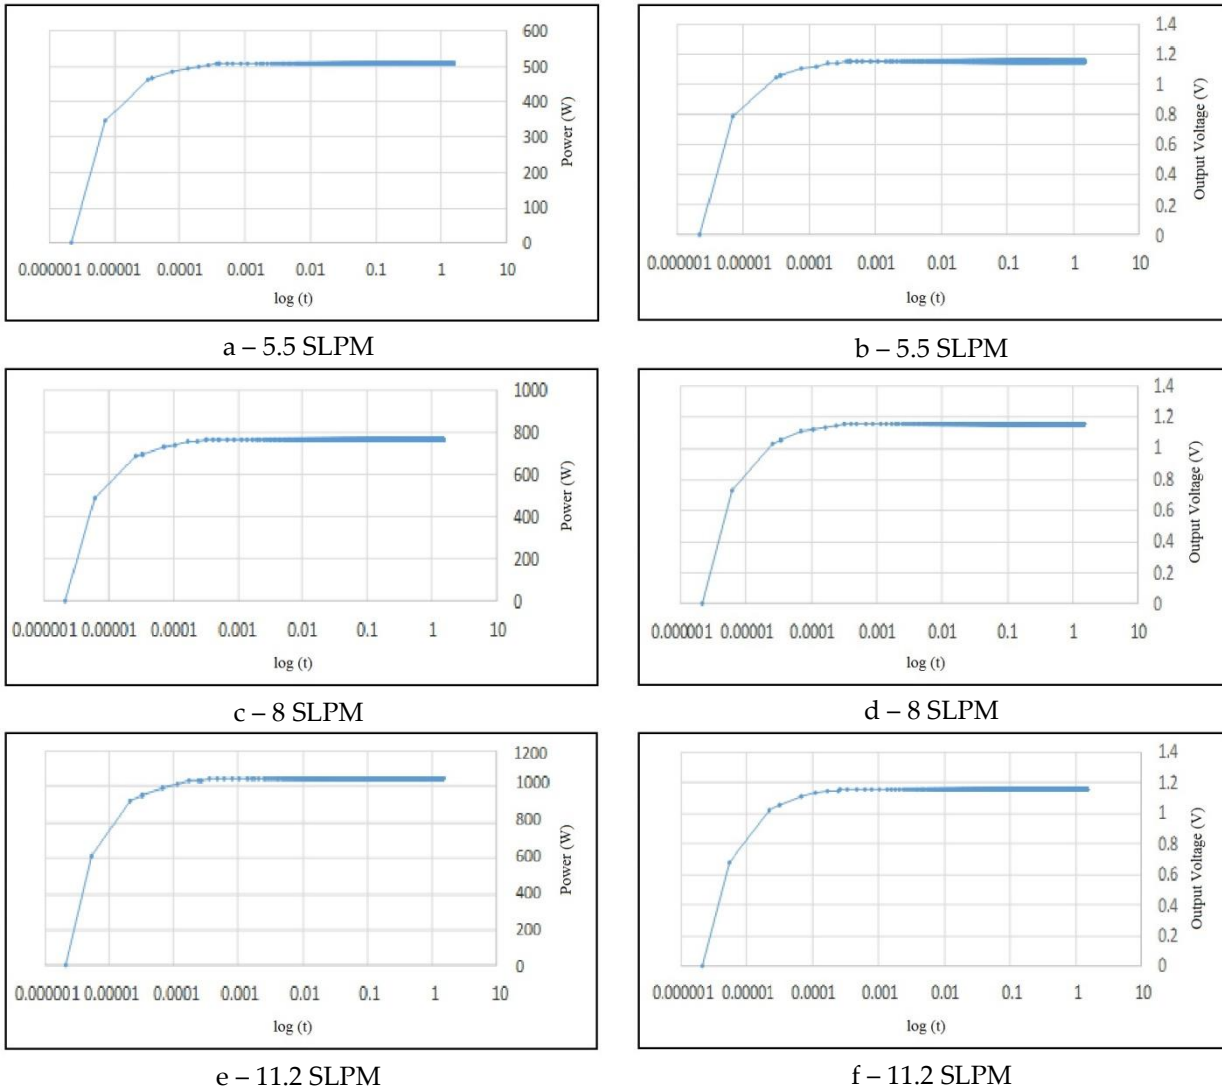 600
500
400
300
200
100
0
Power (W)
0.000001 0.00001 0.0001 0.001 0.01 0.1 1 10
log (t)
a – 5.5 SLPM
1.4
1.2
1
0.8
0.6
0.4
0.2
0
Output Voltage (V)
0.000001 0.00001 0.0001 0.001 0.01 0.1 1 10
log (t)
b – 5.5 SLPM
1000
800
600
400
200
0
Power (W)
0.000001 0.00001 0.0001 0.001 0.01 0.1 1 10
log (t)
c – 8 SLPM
1.4
1.2
1
0.8
0.6
0.4
0.2
0
Output Voltage (V)
0.000001 0.00001 0.0001 0.001 0.01 0.1 1 10
log (t)
d – 8 SLPM
1200
1000
800
600
400
200
0
Power (W)
0.000001 0.00001 0.0001 0.001 0.01 0.1 1 10
log (t)
e – 11.2 SLPM
1.4
1.2
1
0.8
0.6
0.4
0.2
0
Output Voltage (V)
0.000001 0.00001 0.0001 0.001 0.01 0.1 1 10
log (t)
f – 11.2 SLPM